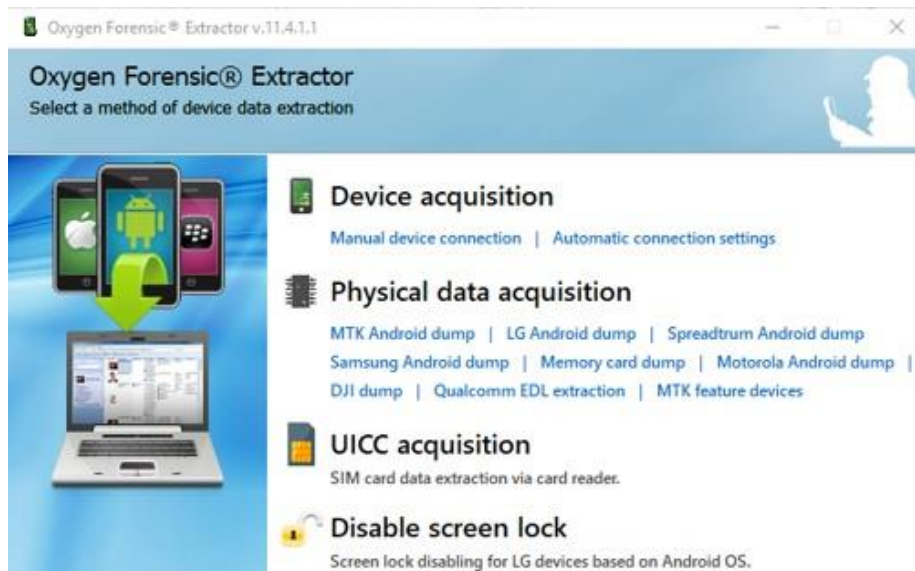 Oxygen Forensic® Extractor v.11.4.1.1
Oxygen Forensic® Extractor
Select a method of device data extraction
Device acquisition
Manual device connection | Automatic connection settings
Physical data acquisition
MTK Android dump | LG Android dump | Spreadtrum Android dump
Samsung Android dump | Memory card dump | Motorola Android dump |
DJI dump | Qualcomm EDL extraction | MTK feature devices
UICC acquisition
SIM card data extraction via card reader.
Disable screen lock
Screen lock disabling for LG devices based on Android OS.